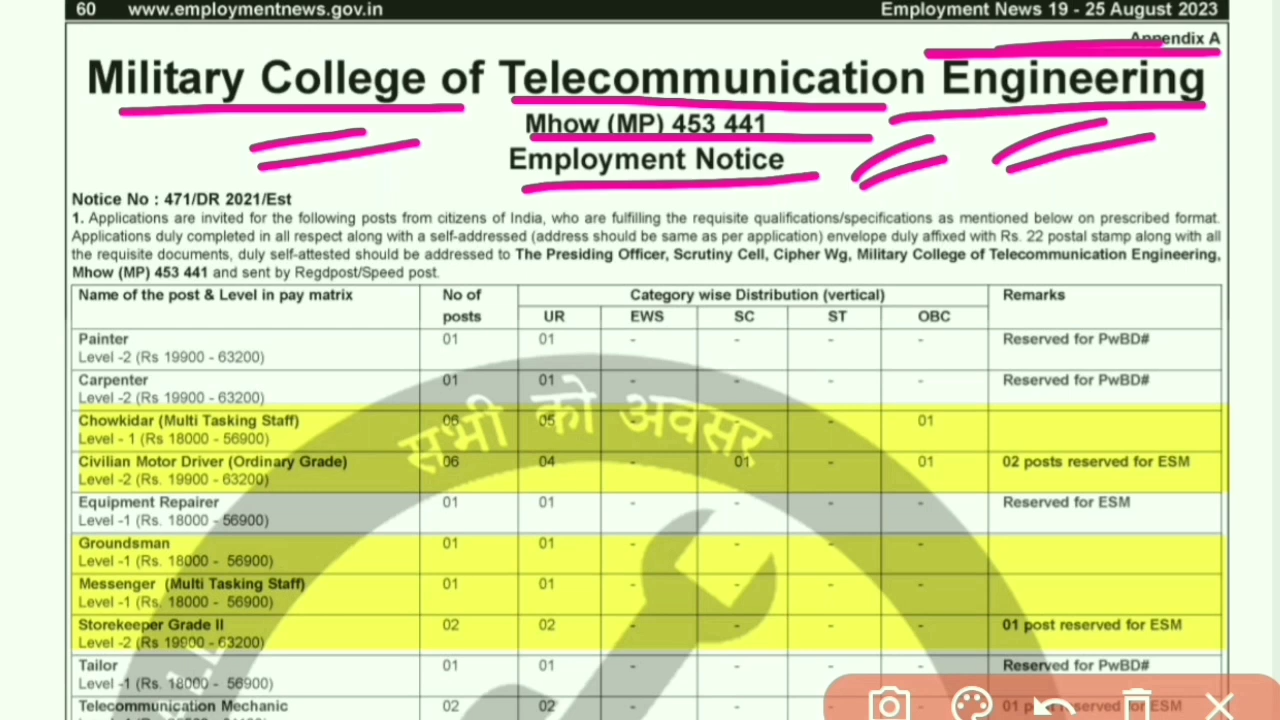 60 www.employmentnews.gov.in Employment News 19 - 25 August 2023
Appendix A
Military College of Telecommunication Engineering
Mhow (MP) 453 441
Employment Notice
Notice No : 471/DR 2021/Est
1. Applications are invited for the following posts from citizens of India, who are fulfilling the requisite qualifications/specifications as mentioned below on prescribed format.
Applications duly completed in all respect along with a self-addressed (address should be same as per application) envelope duly affixed with Rs. 22 postal stamp along with all
the requisite documents, duly self-attested should be addressed to The Presiding Officer, Scrutiny Cell, Cipher Wg, Military College of Telecommunication Engineering,
Mhow (MP) 453 441 and sent by Regdpost/Speed post.
Name of the post & Level in pay matrix No of posts Category wise Distribution (vertical) Remarks
UR EWS SC ST OBC
Painter 01 01 - - - - Reserved for PwBD#
Level -2 (Rs 19900 - 63200)
Carpenter 01 01 - - - - Reserved for PwBD#
Level -2 (Rs 19900 - 63200)
Chowkidar (Multi Tasking Staff) 06 05 - - - 01
Level - 1 (Rs 18000 - 56900)
Civilian Motor Driver (Ordinary Grade) 06 04 - 01 - 01 02 posts reserved for ESM
Level -2 (Rs. 19900 - 63200)
Equipment Repairer 01 01 - - - - Reserved for ESM
Level -1 (Rs. 18000 - 56900)
Groundsman 01 01 - - - -
Level -1 (Rs. 18000 - 56900)
Messenger (Multi Tasking Staff) 01 01 - - - -
Level -1 (Rs. 18000 - 56900)
Storekeeper Grade II 02 02 - - - - 01 post reserved for ESM
Level -2 (Rs 19900 - 63200)
Tailor 01 01 - - - - Reserved for PwBD#
Level -1 (Rs. 18000 - 56900)
Telecommunication Mechanic 02 02 - - - - 01 post reserved for ESM
सभी को अवसर